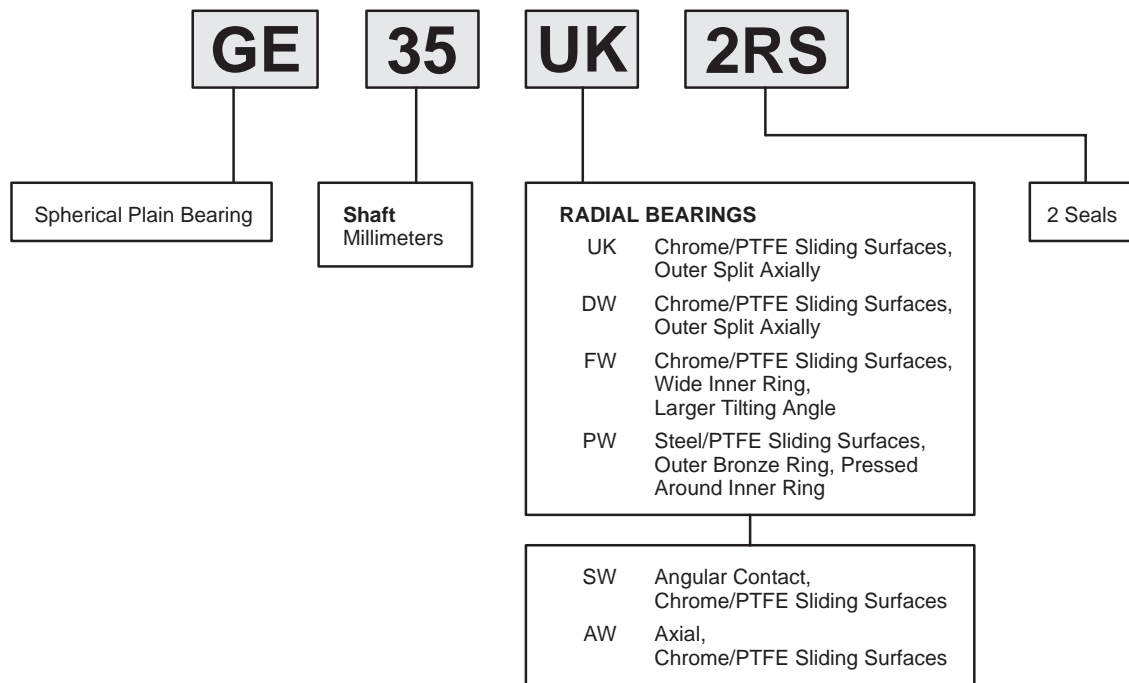 GE 35 UK 2RS
Spherical Plain Bearing
Shaft
Millimeters
RADIAL BEARINGS
UK Chrome/PTFE Sliding Surfaces,
Outer Split Axially
DW Chrome/PTFE Sliding Surfaces,
Outer Split Axially
FW Chrome/PTFE Sliding Surfaces,
Wide Inner Ring,
Larger Tilting Angle
PW Steel/PTFE Sliding Surfaces,
Outer Bronze Ring, Pressed
Around Inner Ring
2 Seals
SW Angular Contact,
Chrome/PTFE Sliding Surfaces
AW Axial,
Chrome/PTFE Sliding Surfaces